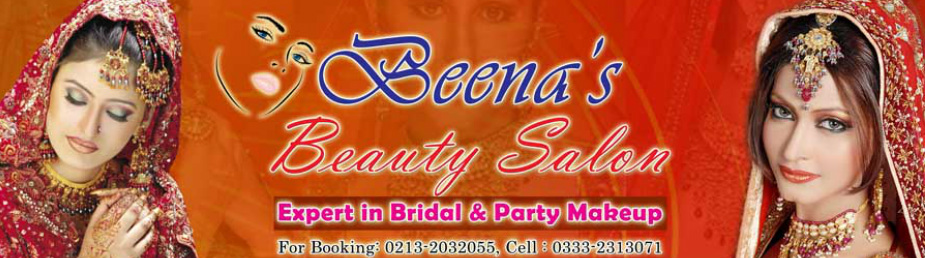 Beena's
Beauty Salon
Expert in Bridal & Party Makeup
For Booking: 0213-2032055, Cell : 0333-2313071